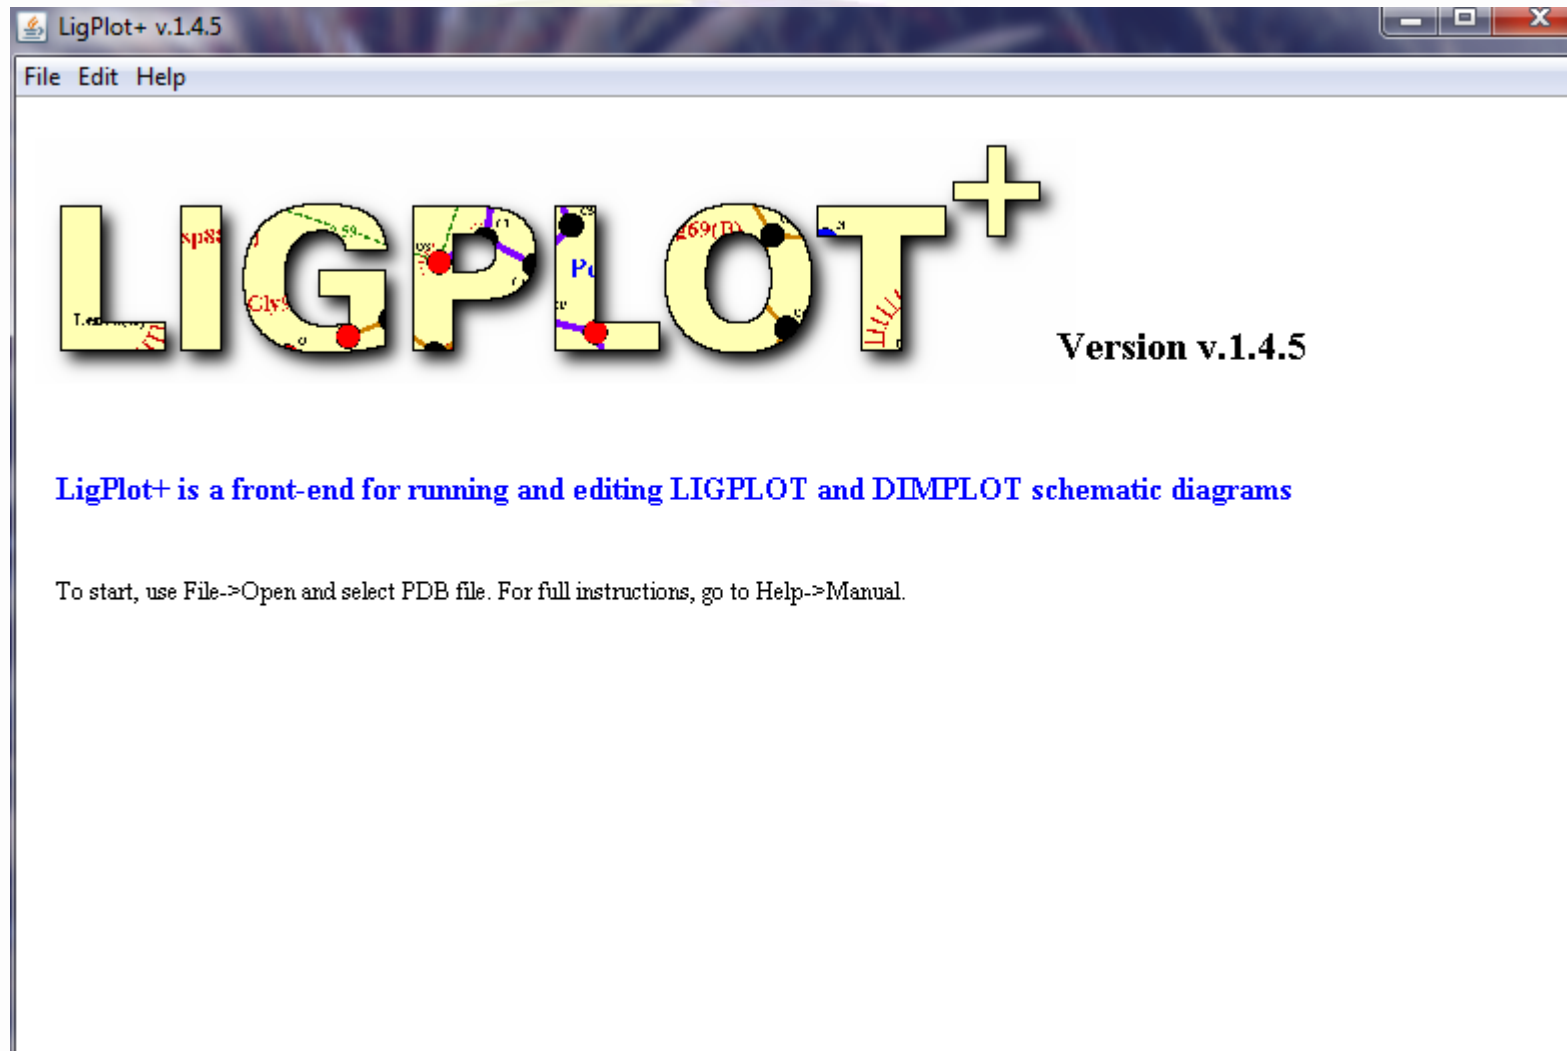 LigPlot+ v.1.4.5
File Edit Help
LIGPLOT+
Version v.1.4.5
LigPlot+ is a front-end for running and editing LIGPLOT and DIMPLOT schematic diagrams
To start, use File->Open and select PDB file. For full instructions, go to Help->Manual.